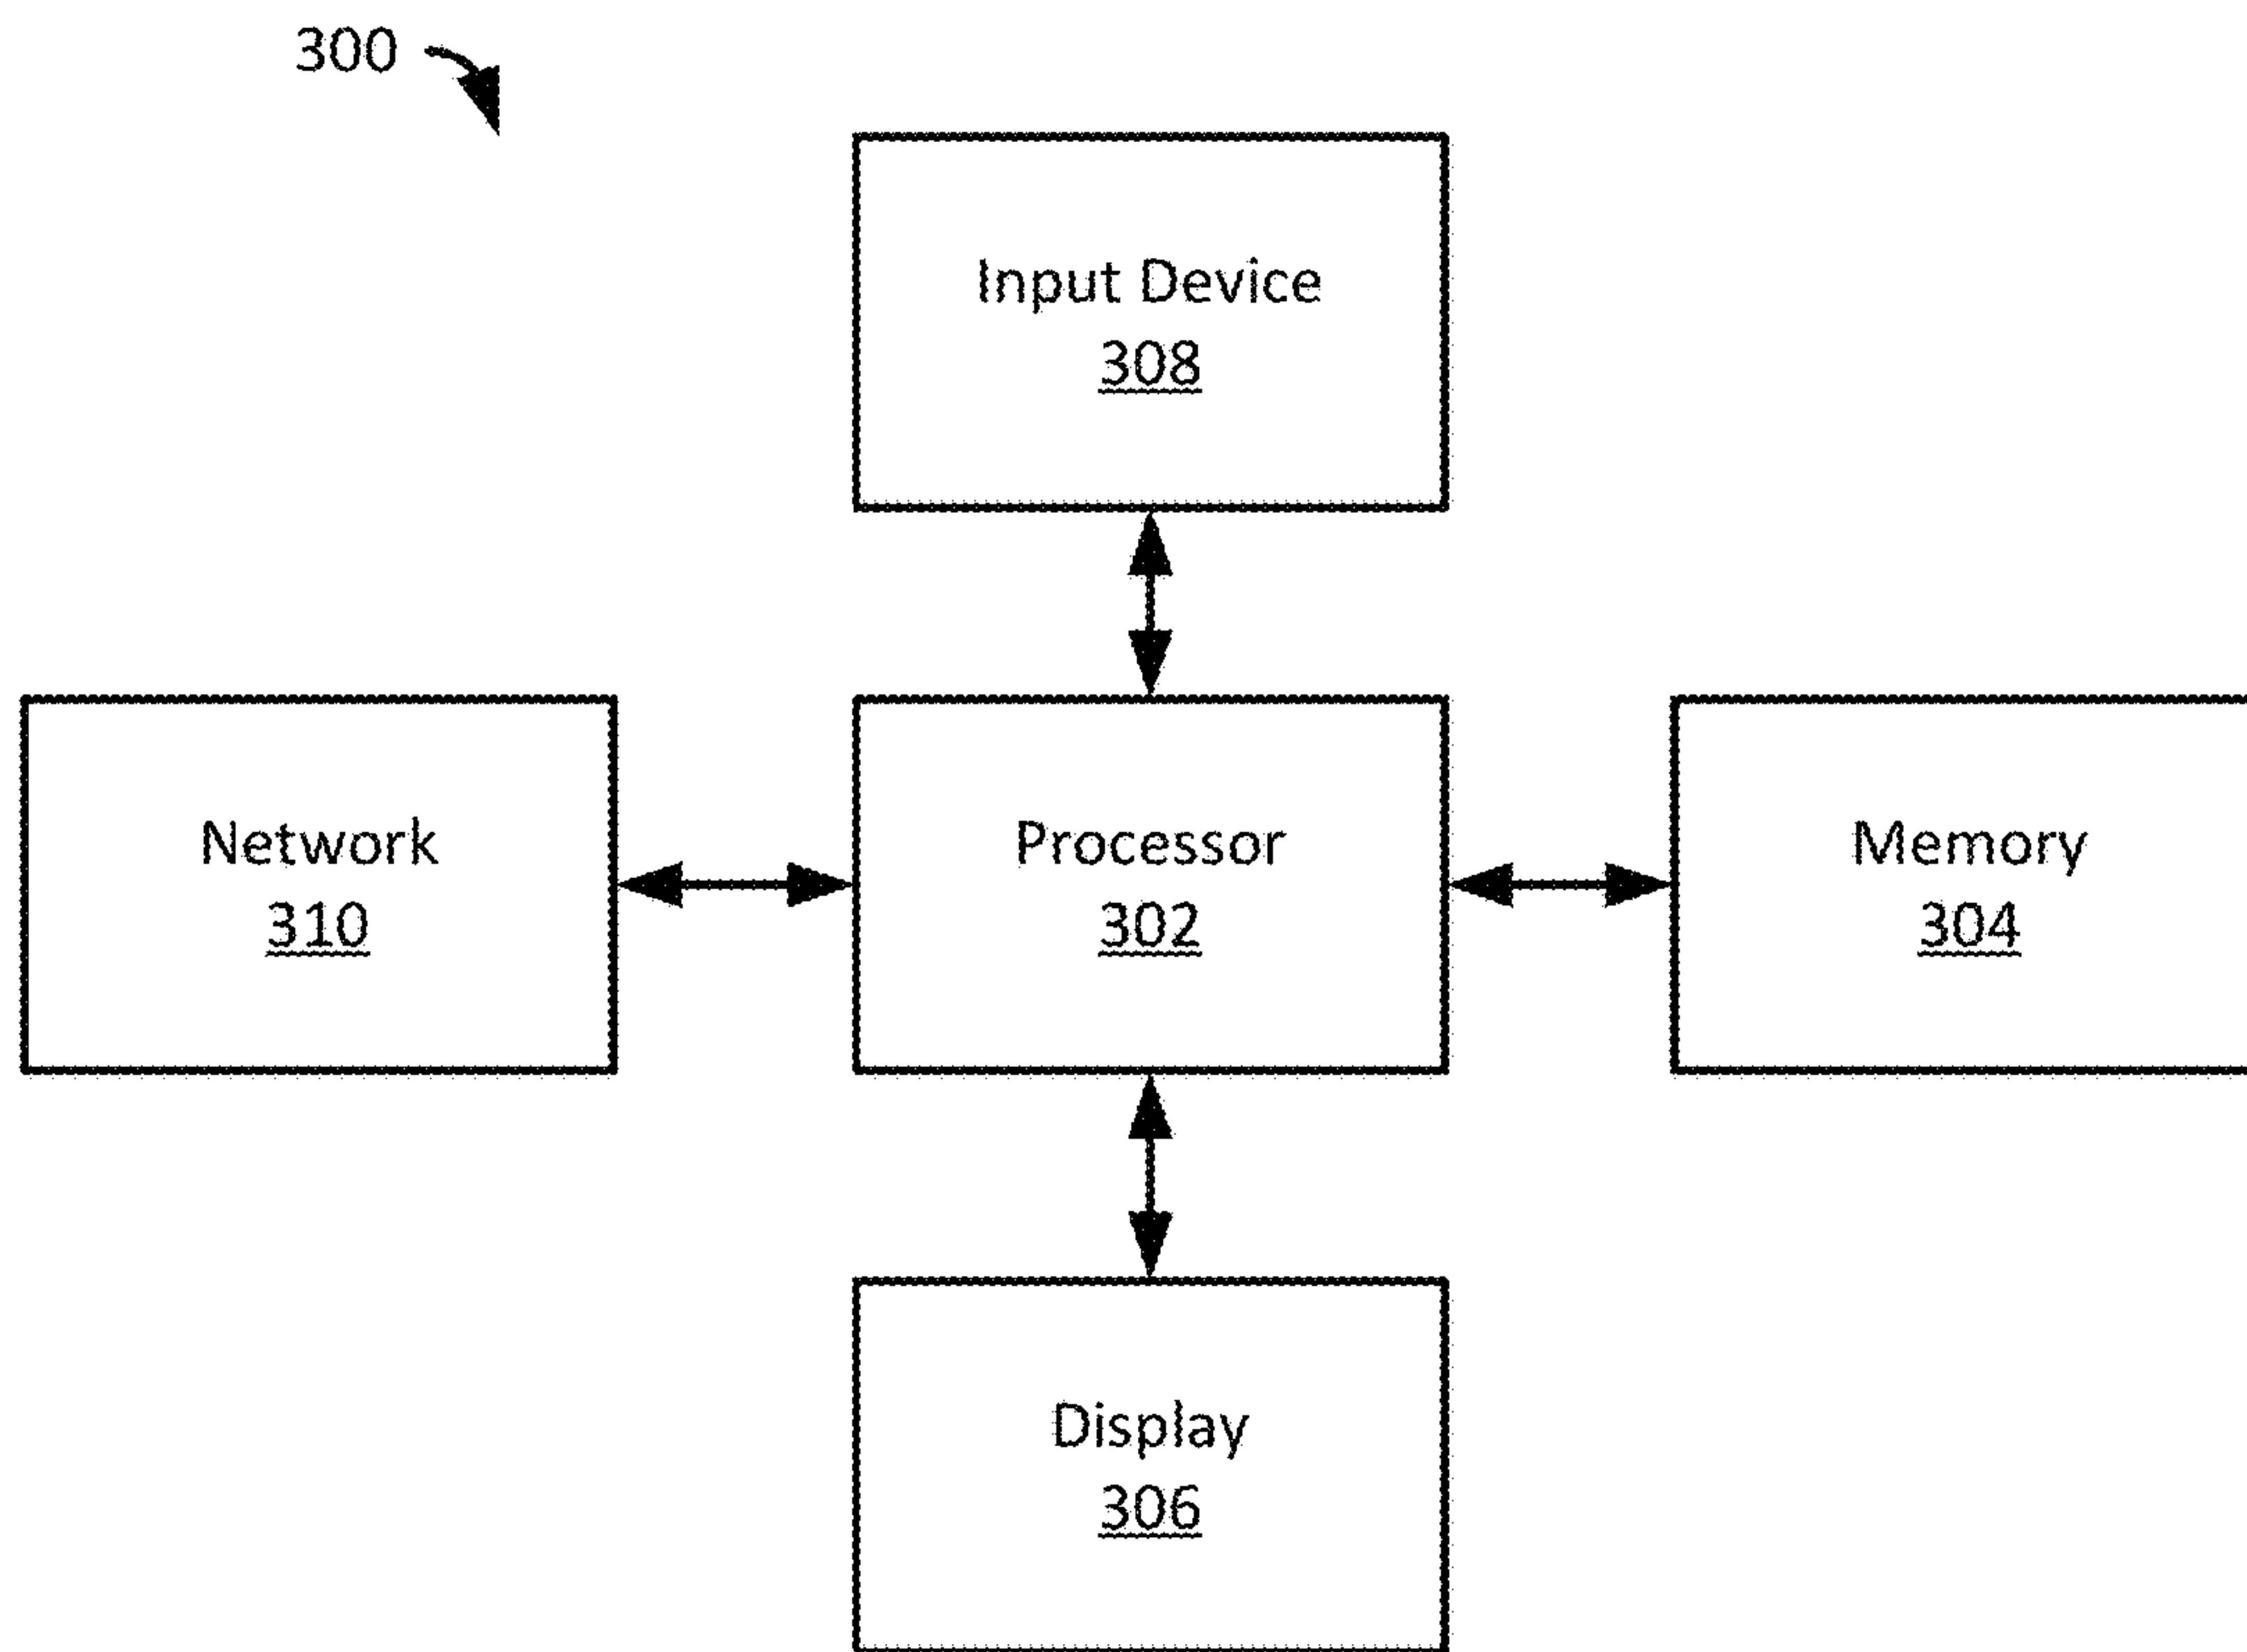 300
Input Device
308
Network
310
Processor
302
Memory
304
Display
306